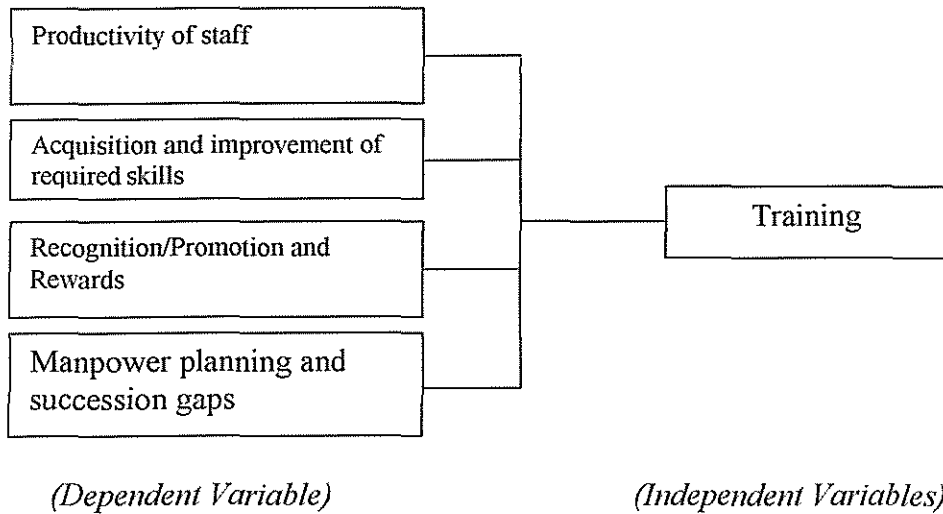 Productivity of staff
Acquisition and improvement of
required skills
Recognition/Promotion and
Rewards
Manpower planning and
succession gaps
Training
(Dependent Variable)
(Independent Variables)